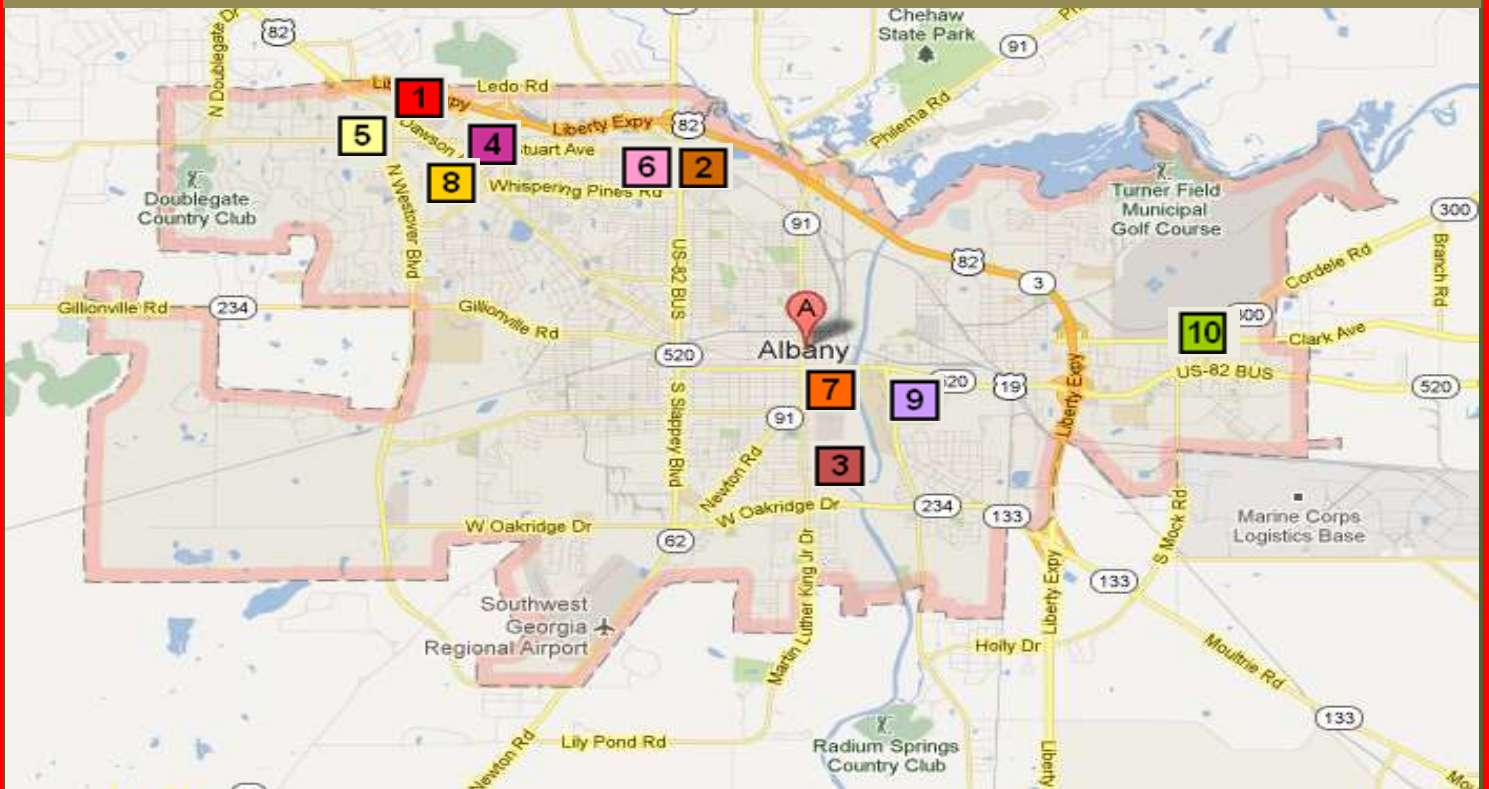 82
N Doublegate Dr
Chehaw
State Park
91
Ledo Rd
1
Liberty Expy
82
Philema Rd
5
4
Stuart Ave
6
2
8
Whispering Pines Rd
Doublegate
Country Club
N Westover Blvd
Turner Field
Municipal
Golf Course
300
91
82
3
Cordele Rd
Branch Rd
US-82 BUS
Gillionville Rd
234
Gillionville Rd
A
Albany
10
Clark Ave
520
US-82 BUS
520
7
9
19
Liberty Expy
S Slappey Blvd
91
Newton Rd
3
W Oakridge Dr
W Oakridge Dr
234
133
62
Marine Corps
Logistics Base
S Mock Rd
133
Southwest
Georgia
Regional Airport
Martin Luther King Jr Dr
Liberty Expy
Holly Dr
Moultrie Rd
133
Newton Rd
Lily Pond Rd
Radium Springs
Country Club
Liberty